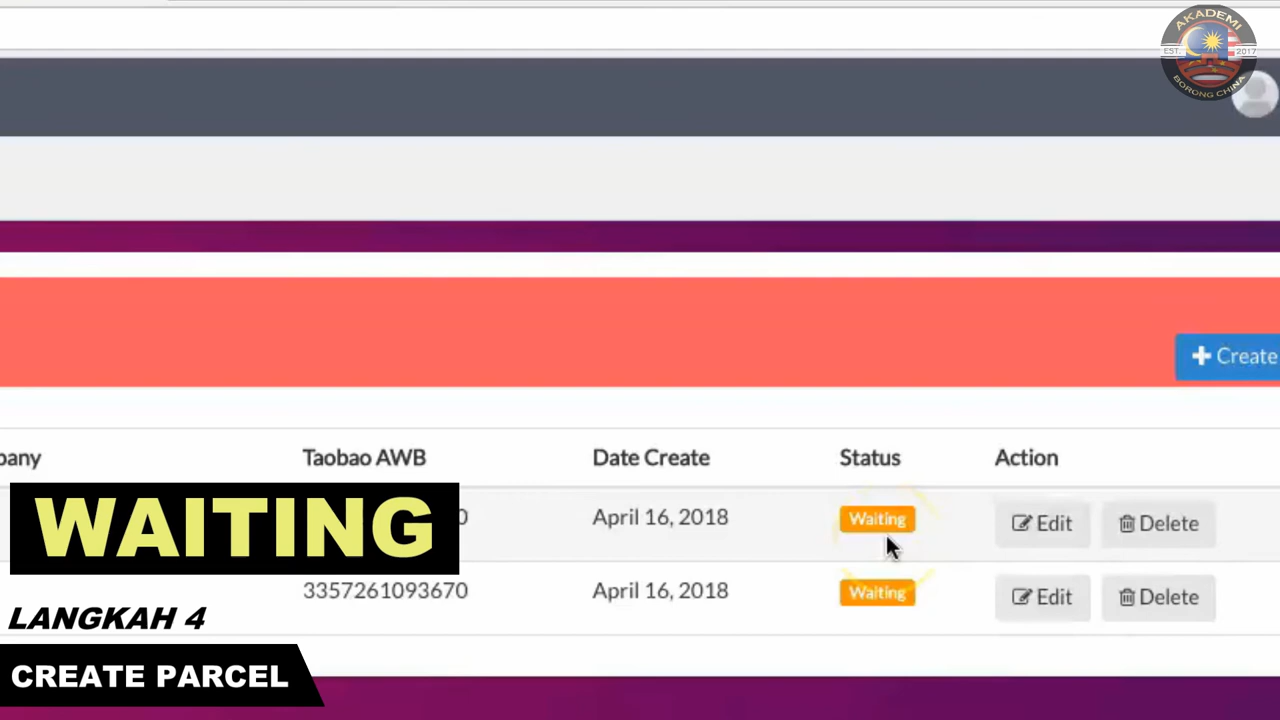 AKADEMI
EST. 2017
BORONG CHINA
Create
Taobao AWB Date Create Status Action
April 16, 2018 Waiting Edit Delete
WAITING
3357261093670 April 16, 2018 Waiting Edit Delete
LANGKAH 4
CREATE PARCEL